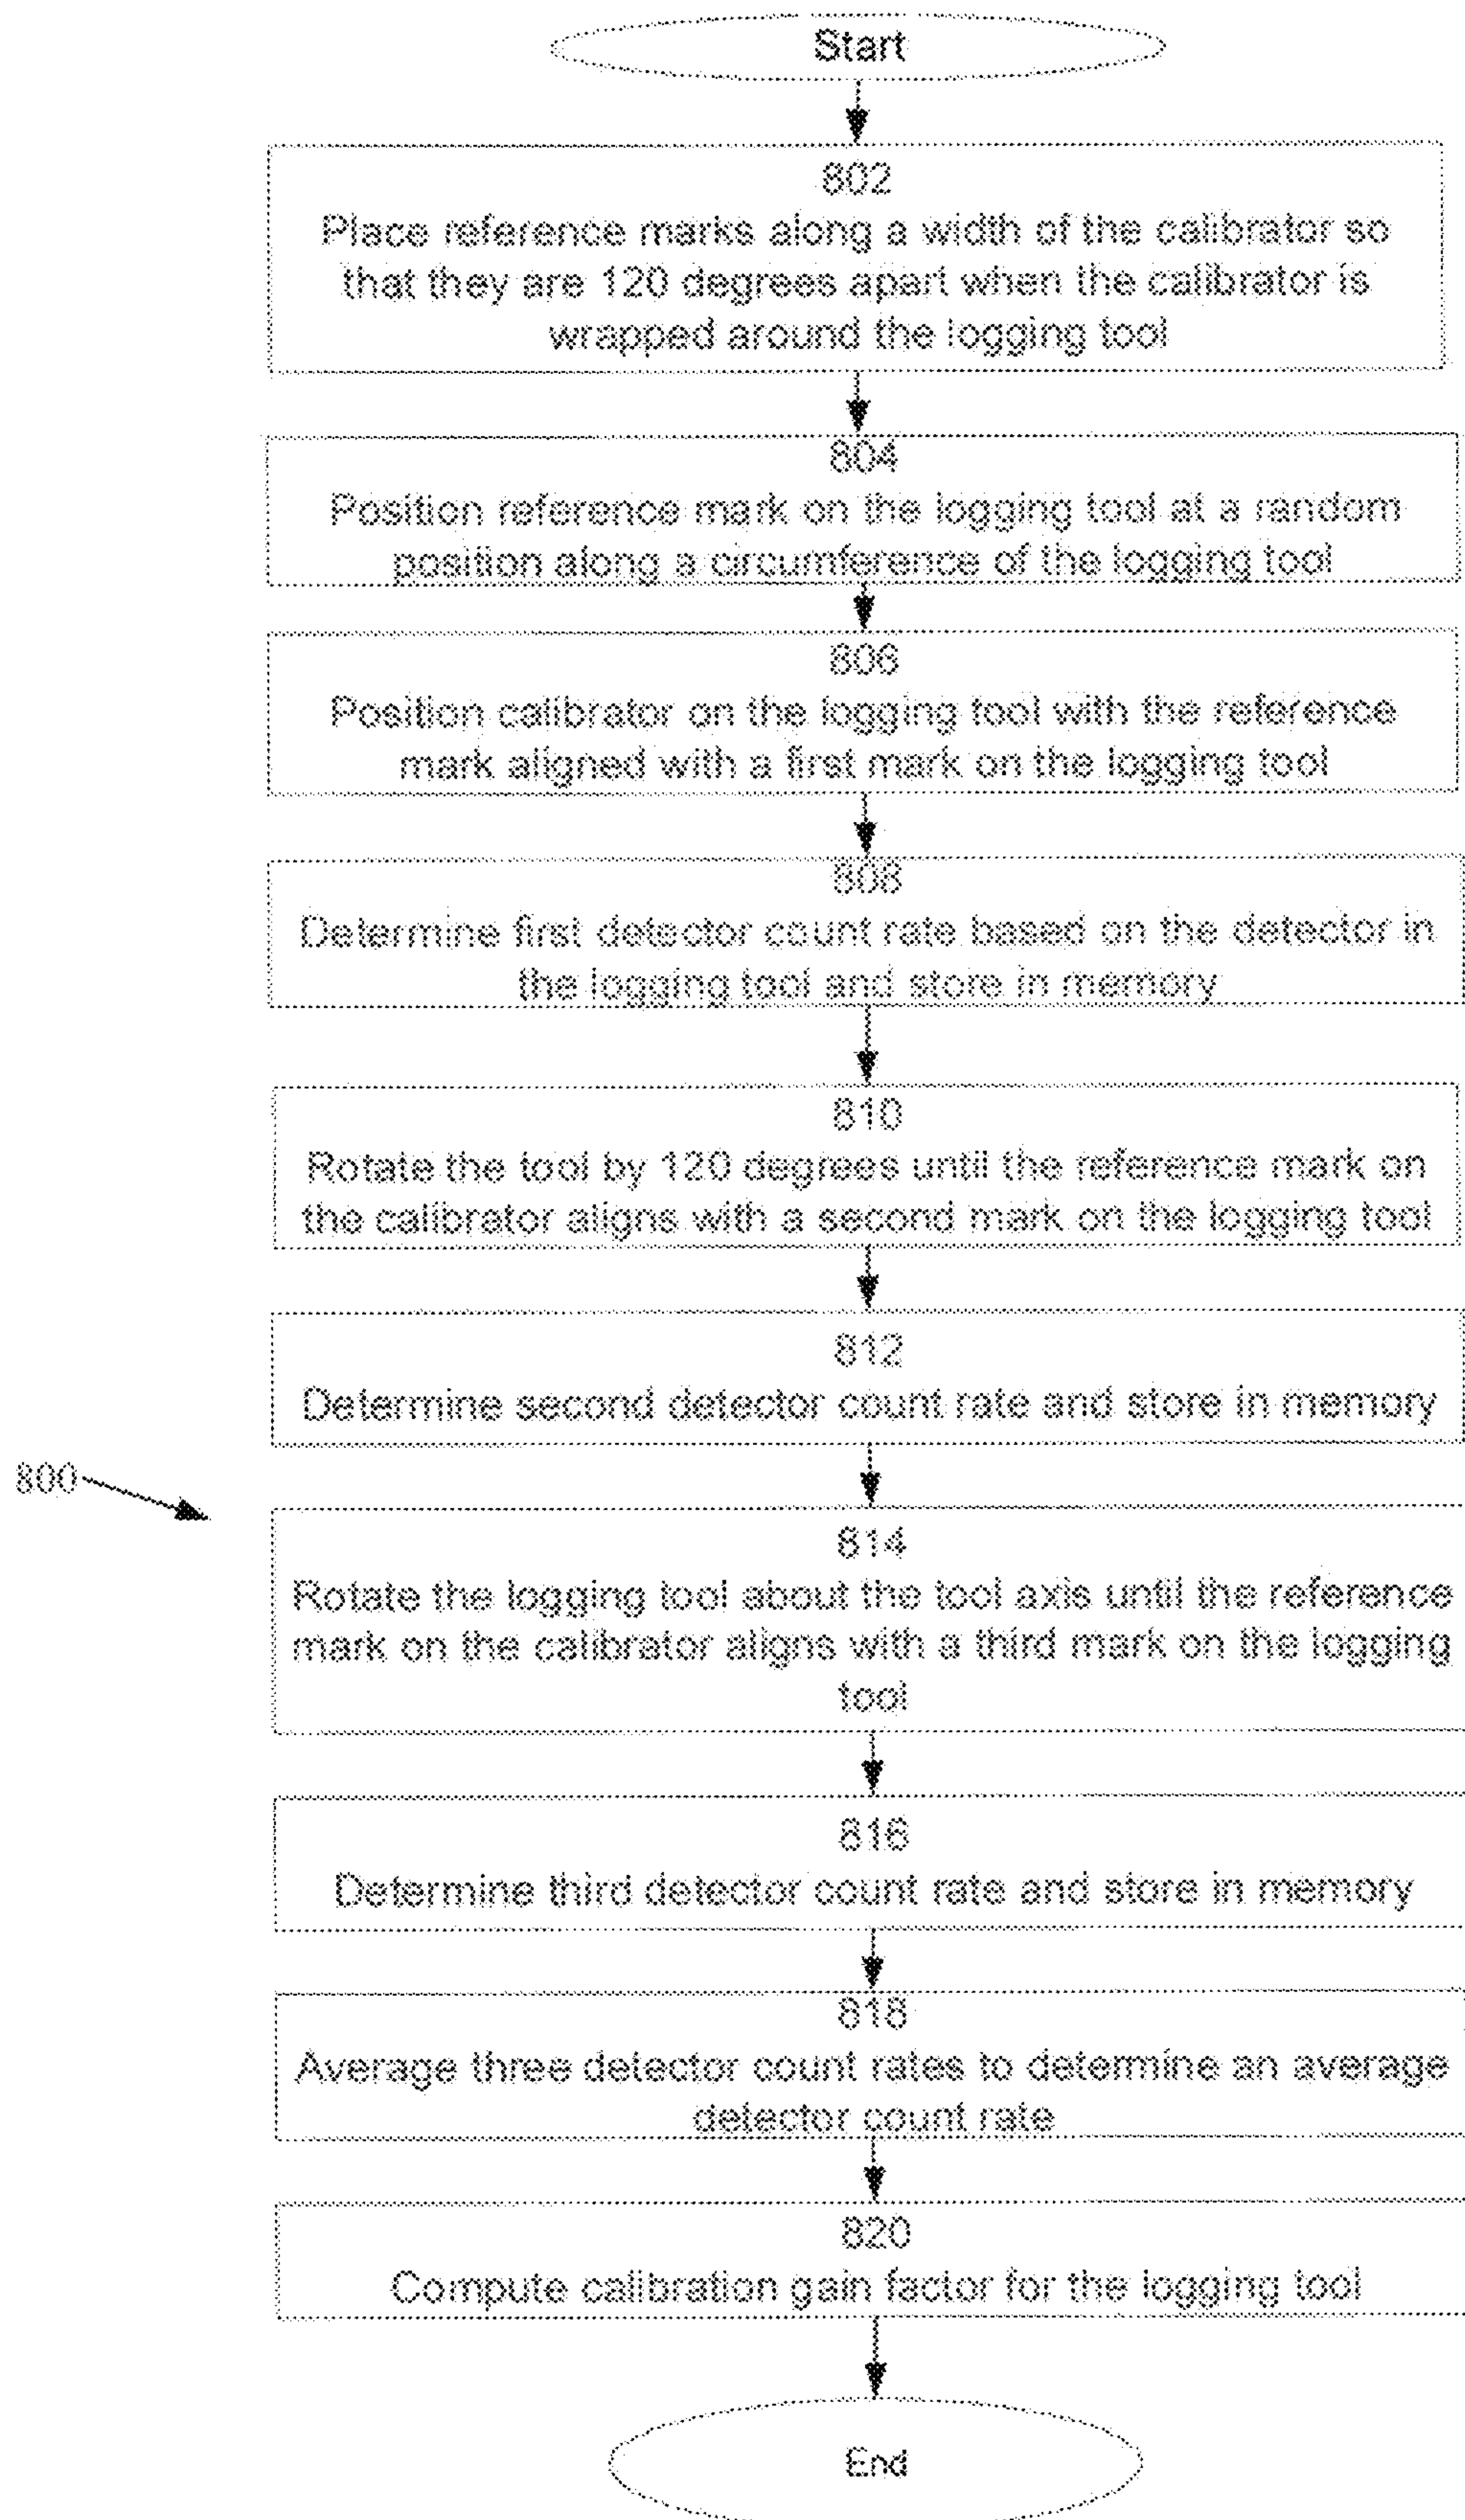 Start
802
Place reference marks along a width of the calibrator so
that they are 120 degrees apart when the calibrator is
wrapped around the logging tool
804
Position reference mark on the logging tool at a random
position along a circumference of the logging tool
806
Position calibrator on the logging tool with the reference
mark aligned with a first mark on the logging tool
808
Determine first detector count rate based on the detector in
the logging tool and store in memory
810
Rotate the tool by 120 degrees until the reference mark on
the calibrator aligns with a second mark on the logging tool
812
Determine second detector count rate and store in memory
800
814
Rotate the logging tool about the tool axis until the reference
mark on the calibrator aligns with a third mark on the logging
tool
816
Determine third detector count rate and store in memory
818
Average three detector count rates to determine an average
detector count rate
820
Compute calibration gain factor for the logging tool
End